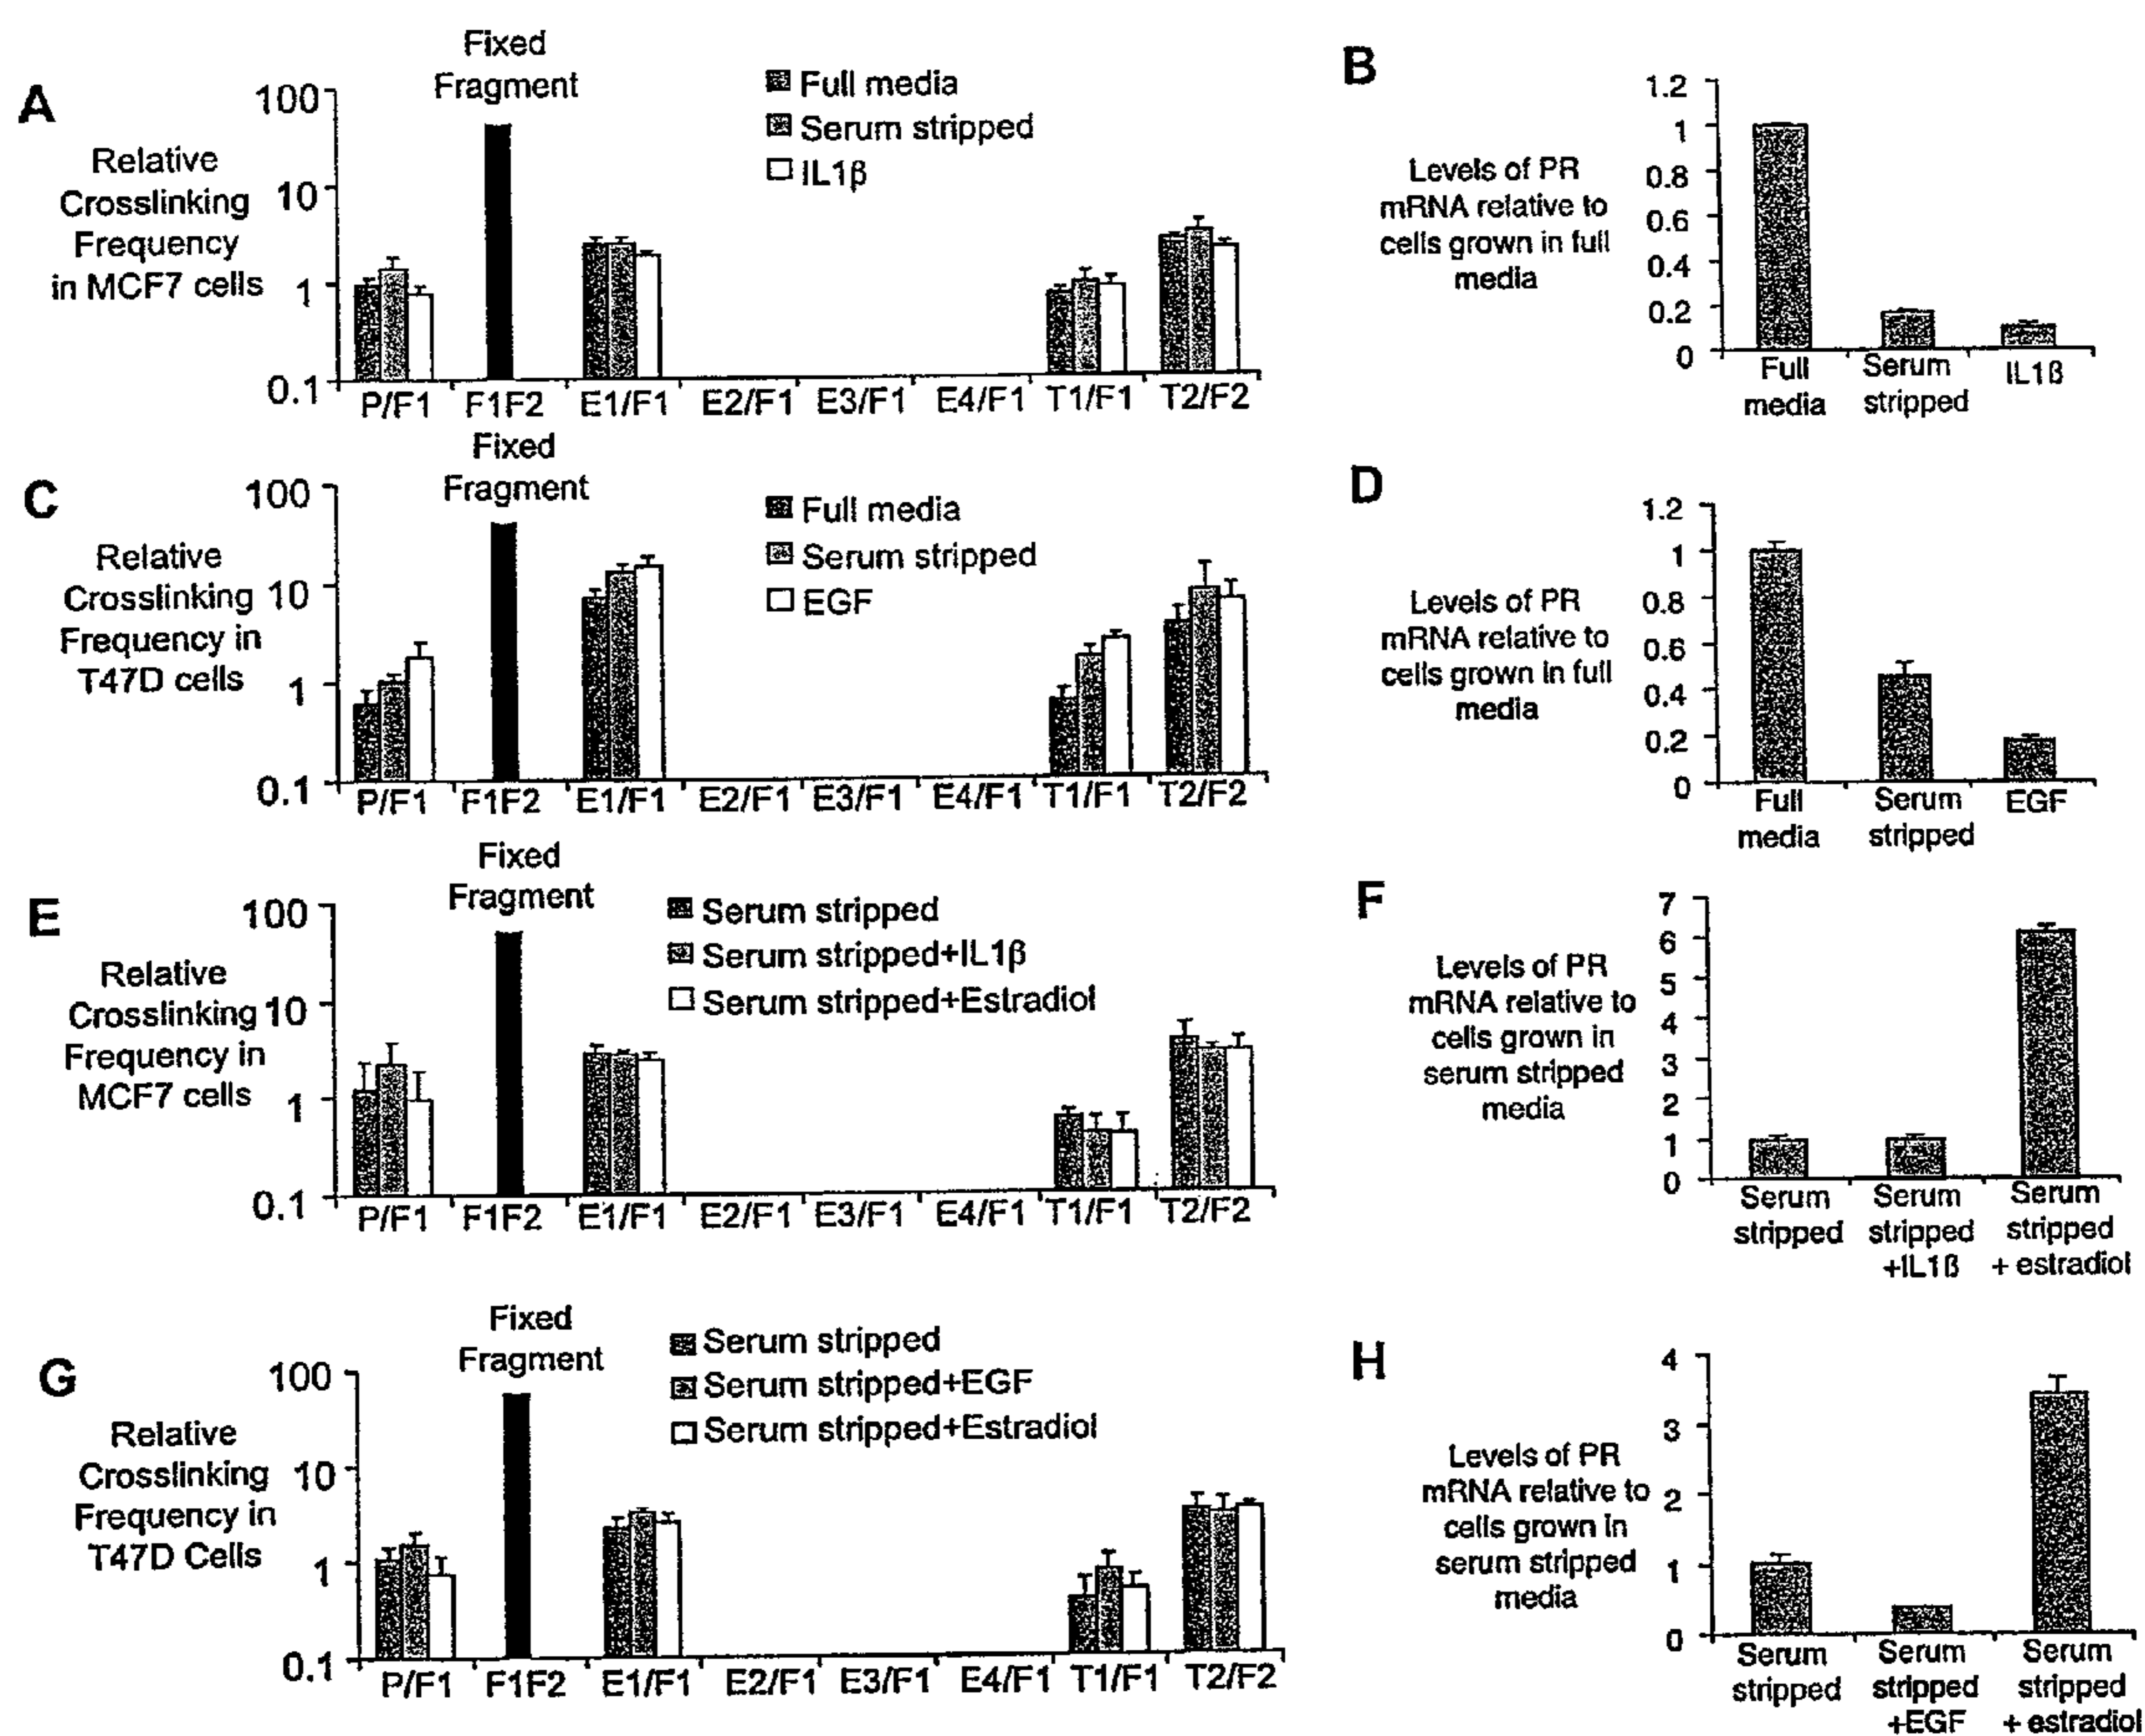 A
Fixed
Fragment
Relative
Crosslinking
Frequency
in MCF7 cells
100
10
1
0.1
Full media
Serum stripped
IL1β
P/F1 F1F2 E1/F1 E2/F1 E3/F1 E4/F1 T1/F1 T2/F2
B
Levels of PR
mRNA relative to
cells grown in full
media
1.2
1
0.8
0.6
0.4
0.2
0
Full
media
Serum
stripped
IL1ß
C
Fixed
Fragment
Relative
Crosslinking
Frequency in
T47D cells
100
10
1
0.1
Full media
Serum stripped
EGF
P/F1 F1F2 E1/F1 E2/F1 E3/F1 E4/F1 T1/F1 T2/F2
D
Levels of PR
mRNA relative to
cells grown in full
media
1.2
1
0.8
0.6
0.4
0.2
0
Full
media
Serum
stripped
EGF
E
Fixed
Fragment
Relative
Crosslinking
Frequency in
MCF7 cells
100
10
1
0.1
Serum stripped
Serum stripped+IL1β
Serum stripped+Estradiol
P/F1 F1F2 E1/F1 E2/F1 E3/F1 E4/F1 T1/F1 T2/F2
F
Levels of PR
mRNA relative to
cells grown in
serum stripped
media
7
6
5
4
3
2
1
0
Serum
stripped
Serum
stripped
+IL1ß
Serum
stripped
+ estradiol
G
Fixed
Fragment
Relative
Crosslinking
Frequency in
T47D Cells
100
10
1
0.1
Serum stripped
Serum stripped+EGF
Serum stripped+Estradiol
P/F1 F1F2 E1/F1 E2/F1 E3/F1 E4/F1 T1/F1 T2/F2
H
Levels of PR
mRNA relative to
cells grown in
serum stripped
media
4
3
2
1
0
Serum
stripped
Serum
stripped
+EGF
Serum
stripped
+ estradiol